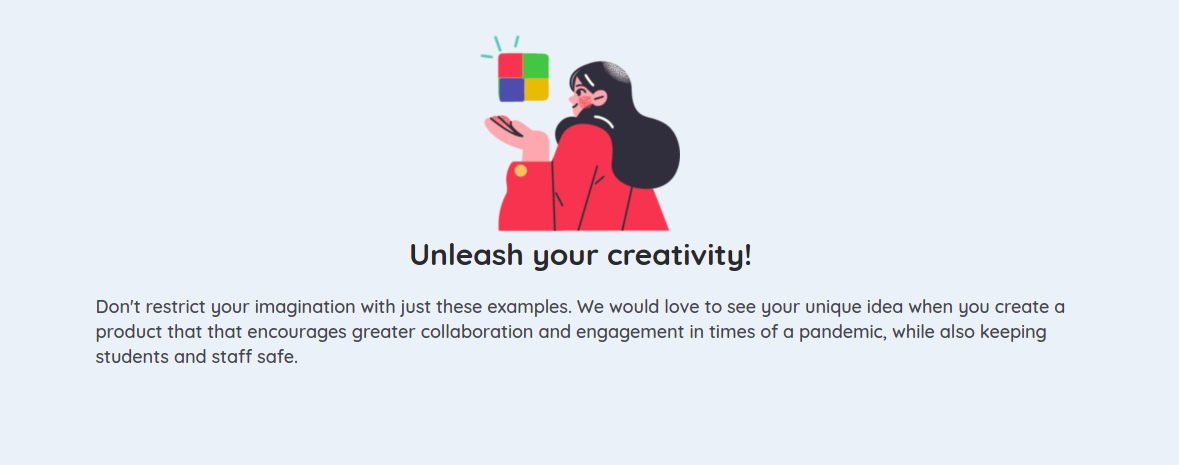 Unleash your creativity!
Don't restrict your imagination with just these examples. We would love to see your unique idea when you create a
product that that encourages greater collaboration and engagement in times of a pandemic, while also keeping
students and staff safe.